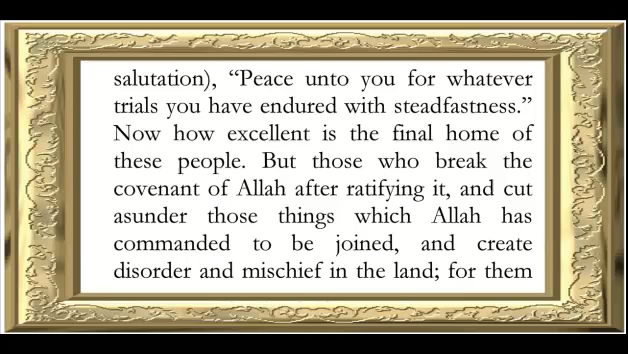 salutation), “Peace unto you for whatever
trials you have endured with steadfastness.”
Now how excellent is the final home of
these people. But those who break the
covenant of Allah after ratifying it, and cut
asunder those things which Allah has
commanded to be joined, and create
disorder and mischief in the land; for them